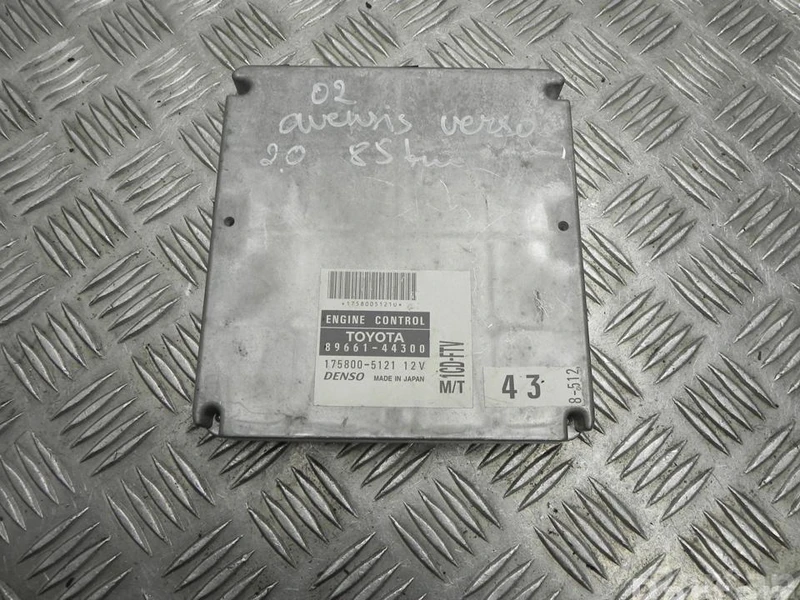 02
avensis verso
2.0 85kw
*1758005121U*
ENGINE CONTROL
TOYOTA
89661-44300
175800-5121 12V
DENSO MADE IN JAPAN
1CD-FTV
M/T
43
8-512